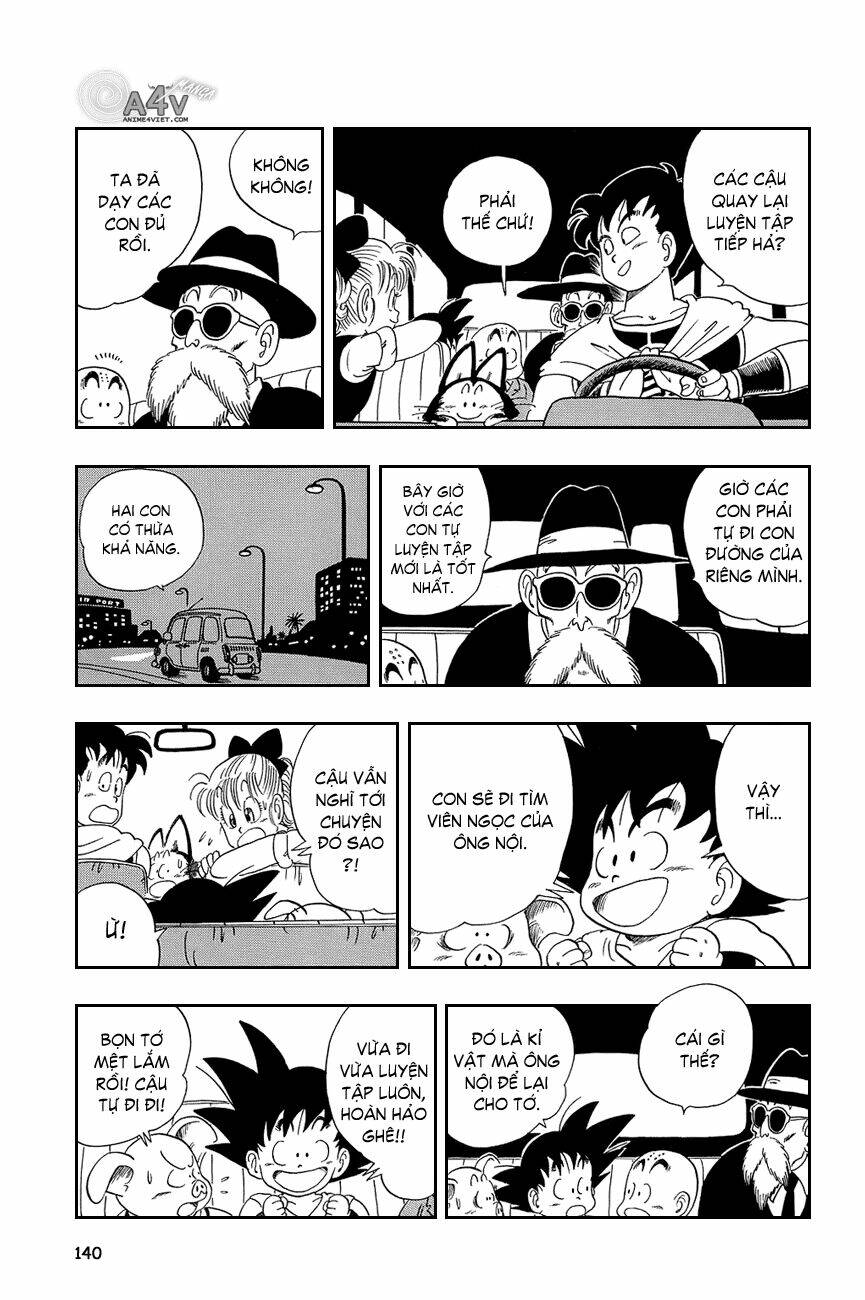 A4V
MANGA
ANIME4VIET.COM
CÁC CẬU
QUAY LẠI
LUYỆN TẬP
TIẾP HẢ?
PHẢI
THẾ CHỨ!
KHÔNG
KHÔNG!
TA ĐÃ
DẠY CÁC
CON ĐỦ
RỒI.
GIỜ CÁC
CON PHẢI
TỰ ĐI CON
ĐƯỜNG CỦA
RIÊNG MÌNH.
BÂY GIỜ
VỚI CÁC
CON TỰ
LUYỆN TẬP
MỚI LÀ TỐT
NHẤT.
HAI CON
CÓ THỪA
KHẢ NĂNG.
VẬY
THÌ...
CON SẼ ĐI TÌM
VIÊN NGỌC CỦA
ÔNG NỘI.
CẬU VẪN
NGHĨ TỚI
CHUYỆN
ĐÓ SAO
?!
Ừ!
CÁI GÌ
THẾ?
ĐÓ LÀ KỈ
VẬT MÀ ÔNG
NỘI ĐỂ LẠI
CHO TỚ.
VỪA ĐI
VỪA LUYỆN
TẬP LUÔN,
HOÀN HẢO
GHÊ!!
BỌN TỚ
MỆT LẮM
RỒI! CẬU
TỰ ĐI ĐI!
140